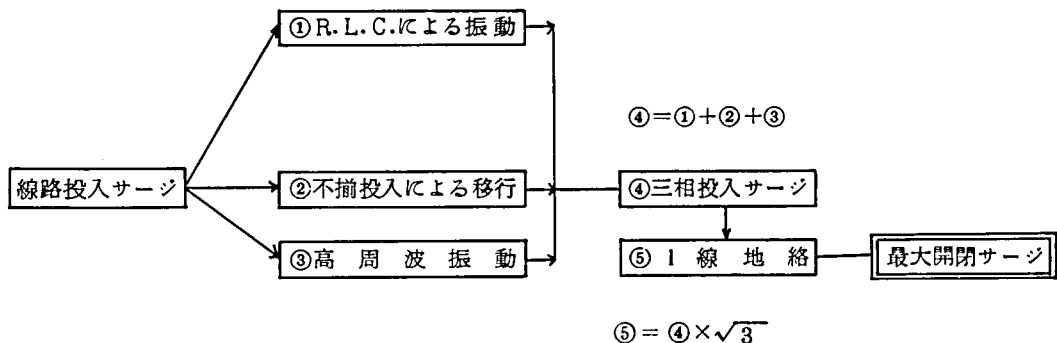 ①R.L.C.による振動
④=①+②+③
線路投入サージ
②不揃投入による移行
④三相投入サージ
③高周波振動
⑤1線地絡
最大開閉サージ
⑤=④×√3